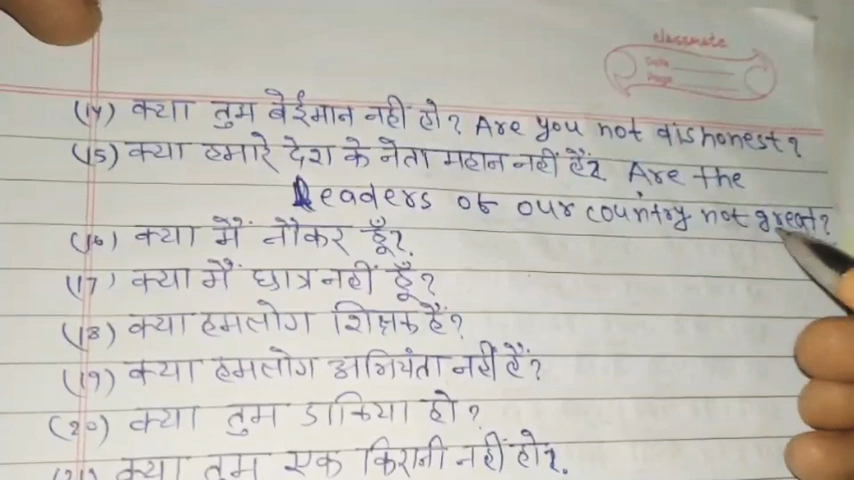 classmate
Date
Page
(14) क्या तुम बेईमान नहीं हो? Are you not dishonest?
(15) क्या हमारे देश के नेता महान नहीं हैं? Are the
Leaders of our country not great?
(16) क्या मैं नौकर हूँ?
(17) क्या मैं छात्र नहीं हूँ?
(18) क्या हमलोग शिक्षक हैं?
(19) क्या हमलोग अभियंता नहीं हैं?
(20) क्या तुम डाकिया हो?
(21) क्या तुम एक किरानी नहीं हो?